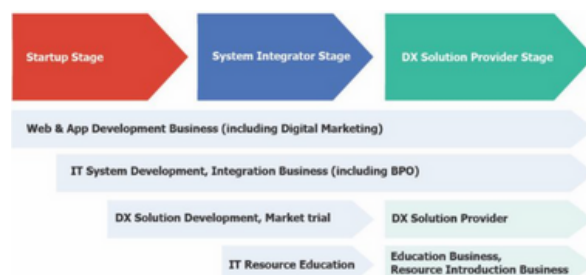 Startup Stage
System Integrator Stage
DX Solution Provider Stage
Web & App Development Business (including Digital Marketing)
IT System Development, Integration Business (including BPO)
DX Solution Development, Market trial
DX Solution Provider
IT Resource Education
Education Business,
Resource Introduction Business